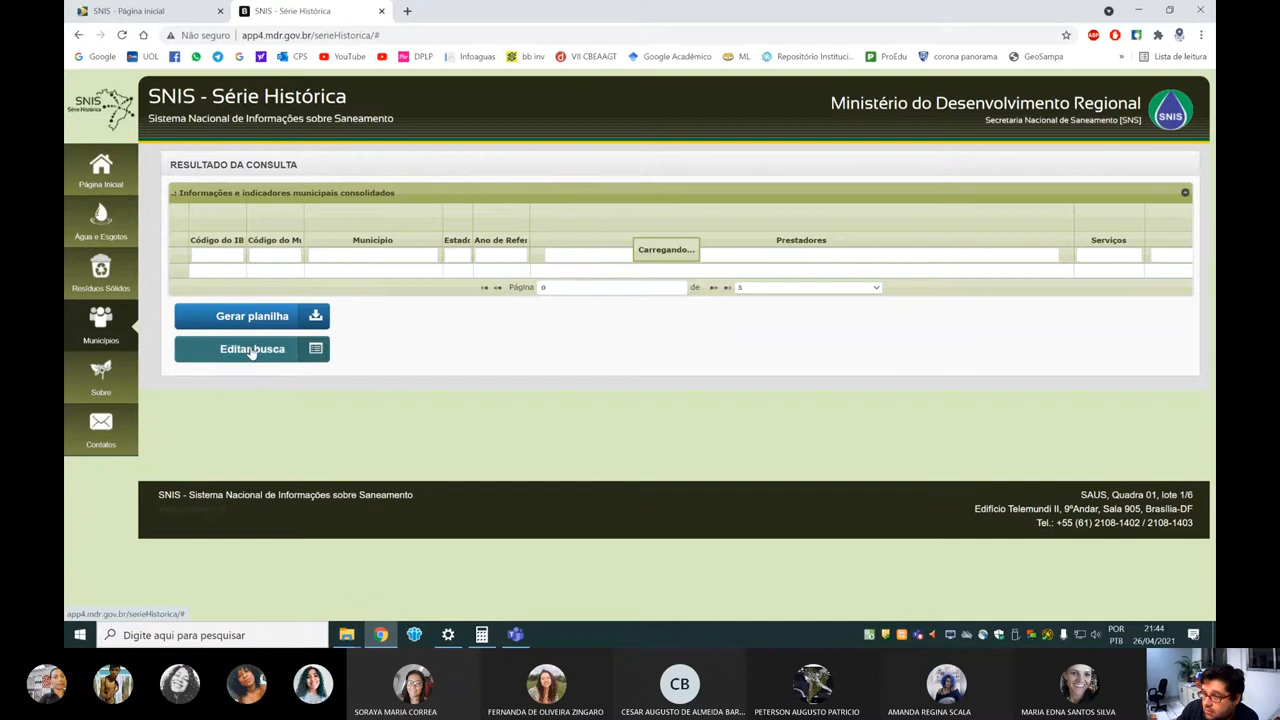 SNIS - Página inicial
SNIS - Série Histórica
Não seguro
app4.mdr.gov.br/serieHistorica/#
Google
UOL
CPS
YouTube
DPLP
Infoaguas
bb inv
VII CBEAAGT
Google Acadêmico
ML
Repositório Instituci...
ProEdu
corona panorama
GeoSampa
»
Lista de leitura
SNIS
Série Histórica
SNIS - Série Histórica
Sistema Nacional de Informações sobre Saneamento
Ministério do Desenvolvimento Regional
Secretaria Nacional de Saneamento [SNS]
SNIS
Página Inicial
Água e Esgotos
Resíduos Sólidos
Municípios
Sobre
Contatos
RESULTADO DA CONSULTA
.: Informações e indicadores municipais consolidados
Código do IB
Código do Mu
Município
Estado
Ano de Refer
Prestadores
Serviços
Carregando...
Página
0
de
5
Gerar planilha
Editar busca
SNIS - Sistema Nacional de Informações sobre Saneamento
SAUS, Quadra 01, lote 1/6
Edifício Telemundi II, 9ºAndar, Sala 905, Brasília-DF
Tel.: +55 (61) 2108-1402 / 2108-1403
app4.mdr.gov.br/serieHistorica/#
Digite aqui para pesquisar
POR
PTB
21:44
26/04/2021
CB
SORAYA MARIA CORREA
FERNANDA DE OLIVEIRA ZINGARO
CESAR AUGUSTO DE ALMEIDA BAR...
PETERSON AUGUSTO PATRICIO
AMANDA REGINA SCALA
MARIA EDNA SANTOS SILVA